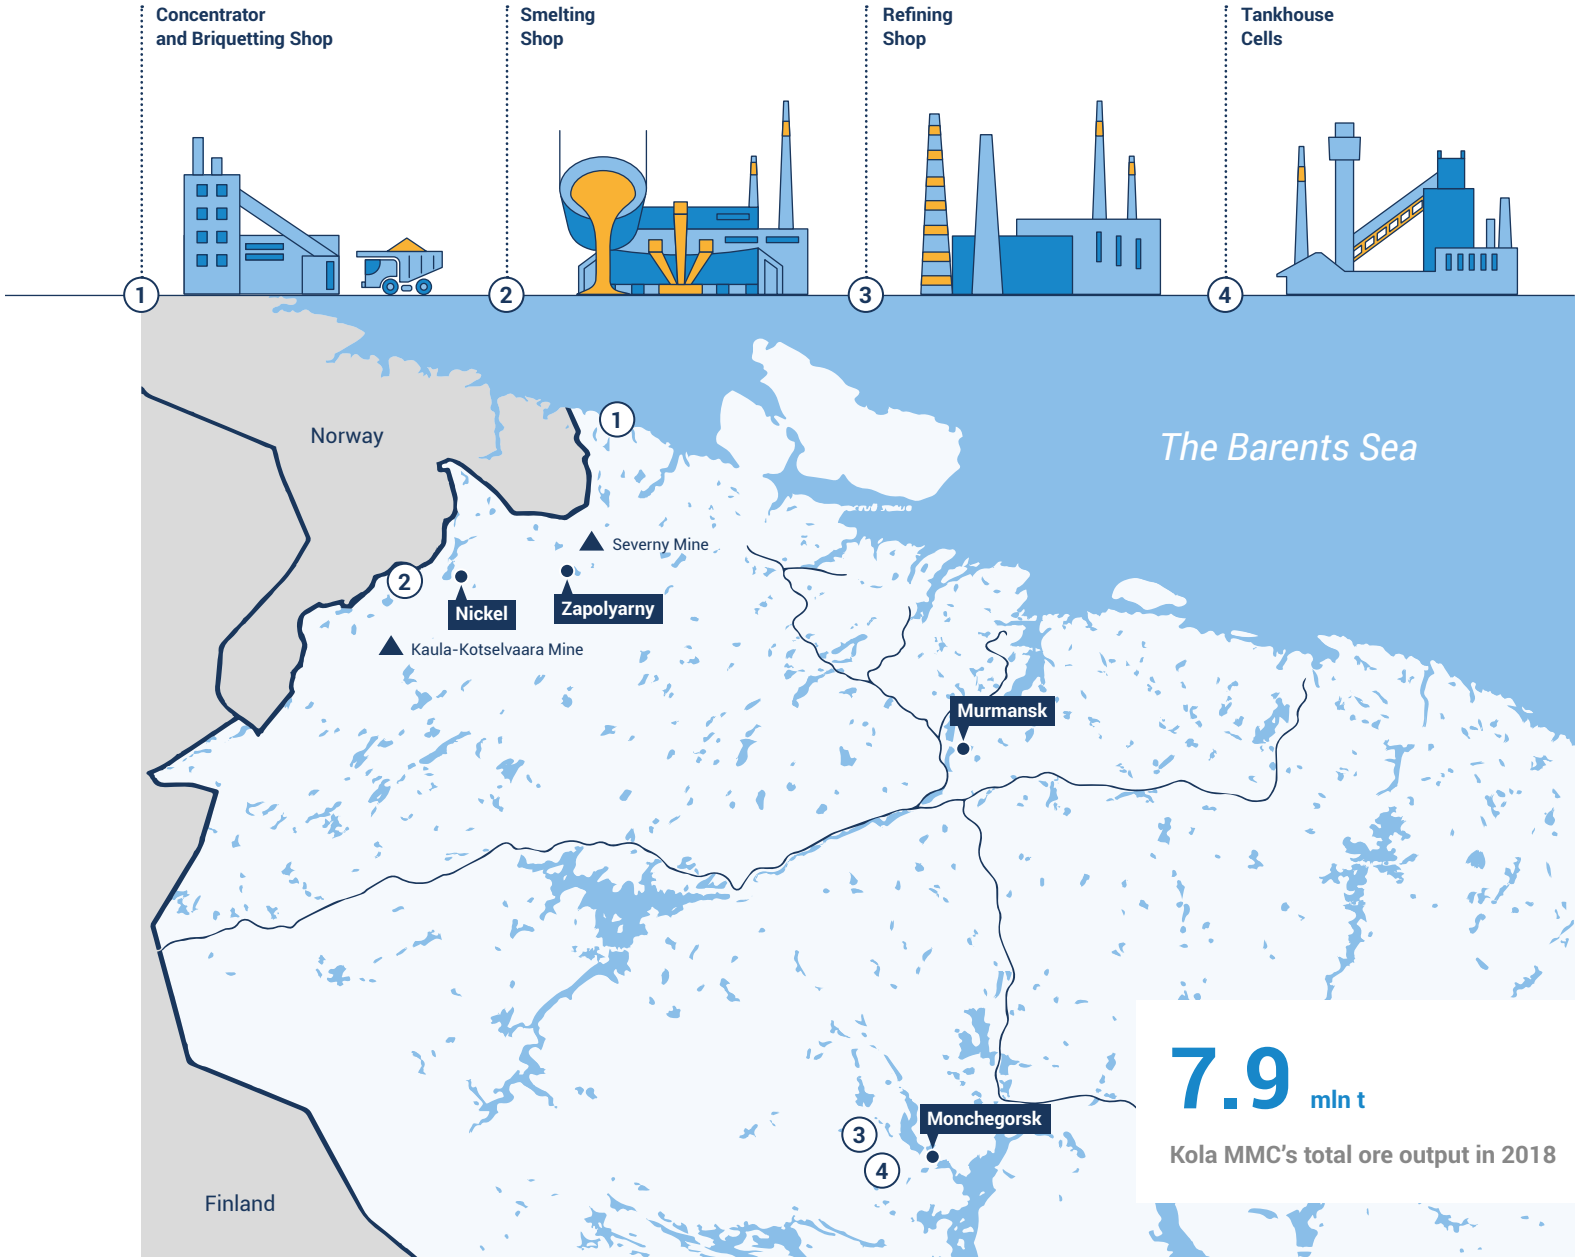 Concentrator
and Briquetting Shop
Smelting
Shop
Refining
Shop
Tankhouse
Cells
1
2
3
4
Norway
1
The Barents Sea
Severny Mine
2
Nickel
Zapolyarny
Kaula-Kotselvaara Mine
Murmansk
7.9 mln t
Kola MMC's total ore output in 2018
Monchegorsk
3
4
Finland